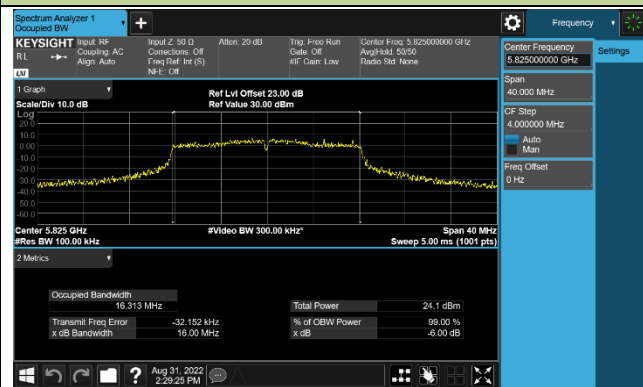 Spectrum Analyzer 1
Occupied BW
+
Frequency
KEYSIGHT
RL
LXI
Input: RF
Coupling: AC
Align: Auto
Input Z: 50 Ω
Corrections: Off
Freq Ref: Int (S)
NFE: Off
Atten: 20 dB
Trig: Free Run
Gate: Off
#IF Gain: Low
Center Freq: 5.825000000 GHz
Avg|Hold: 50/50
Radio Std: None
Center Frequency
5.825000000 GHz
Settings
Span
40.000 MHz
CF Step
4.000000 MHz
Auto
Man
Freq Offset
0 Hz
1 Graph
Scale/Div 10.0 dB
Ref Lvl Offset 23.00 dB
Ref Value 30.00 dBm
Log
20.0
10.0
0.00
-10.0
-20.0
-30.0
-40.0
-50.0
-60.0
Center 5.825 GHz
#Res BW 100.00 kHz
#Video BW 300.00 kHz*
Span 40 MHz
Sweep 5.00 ms (1001 pts)
2 Metrics
Occupied Bandwidth
16.313 MHz
Total Power 24.1 dBm
Transmit Freq Error -32.152 kHz
% of OBW Power 99.00 %
x dB Bandwidth 16.00 MHz
x dB -6.00 dB
?
Aug 31, 2022
2:29:25 PM